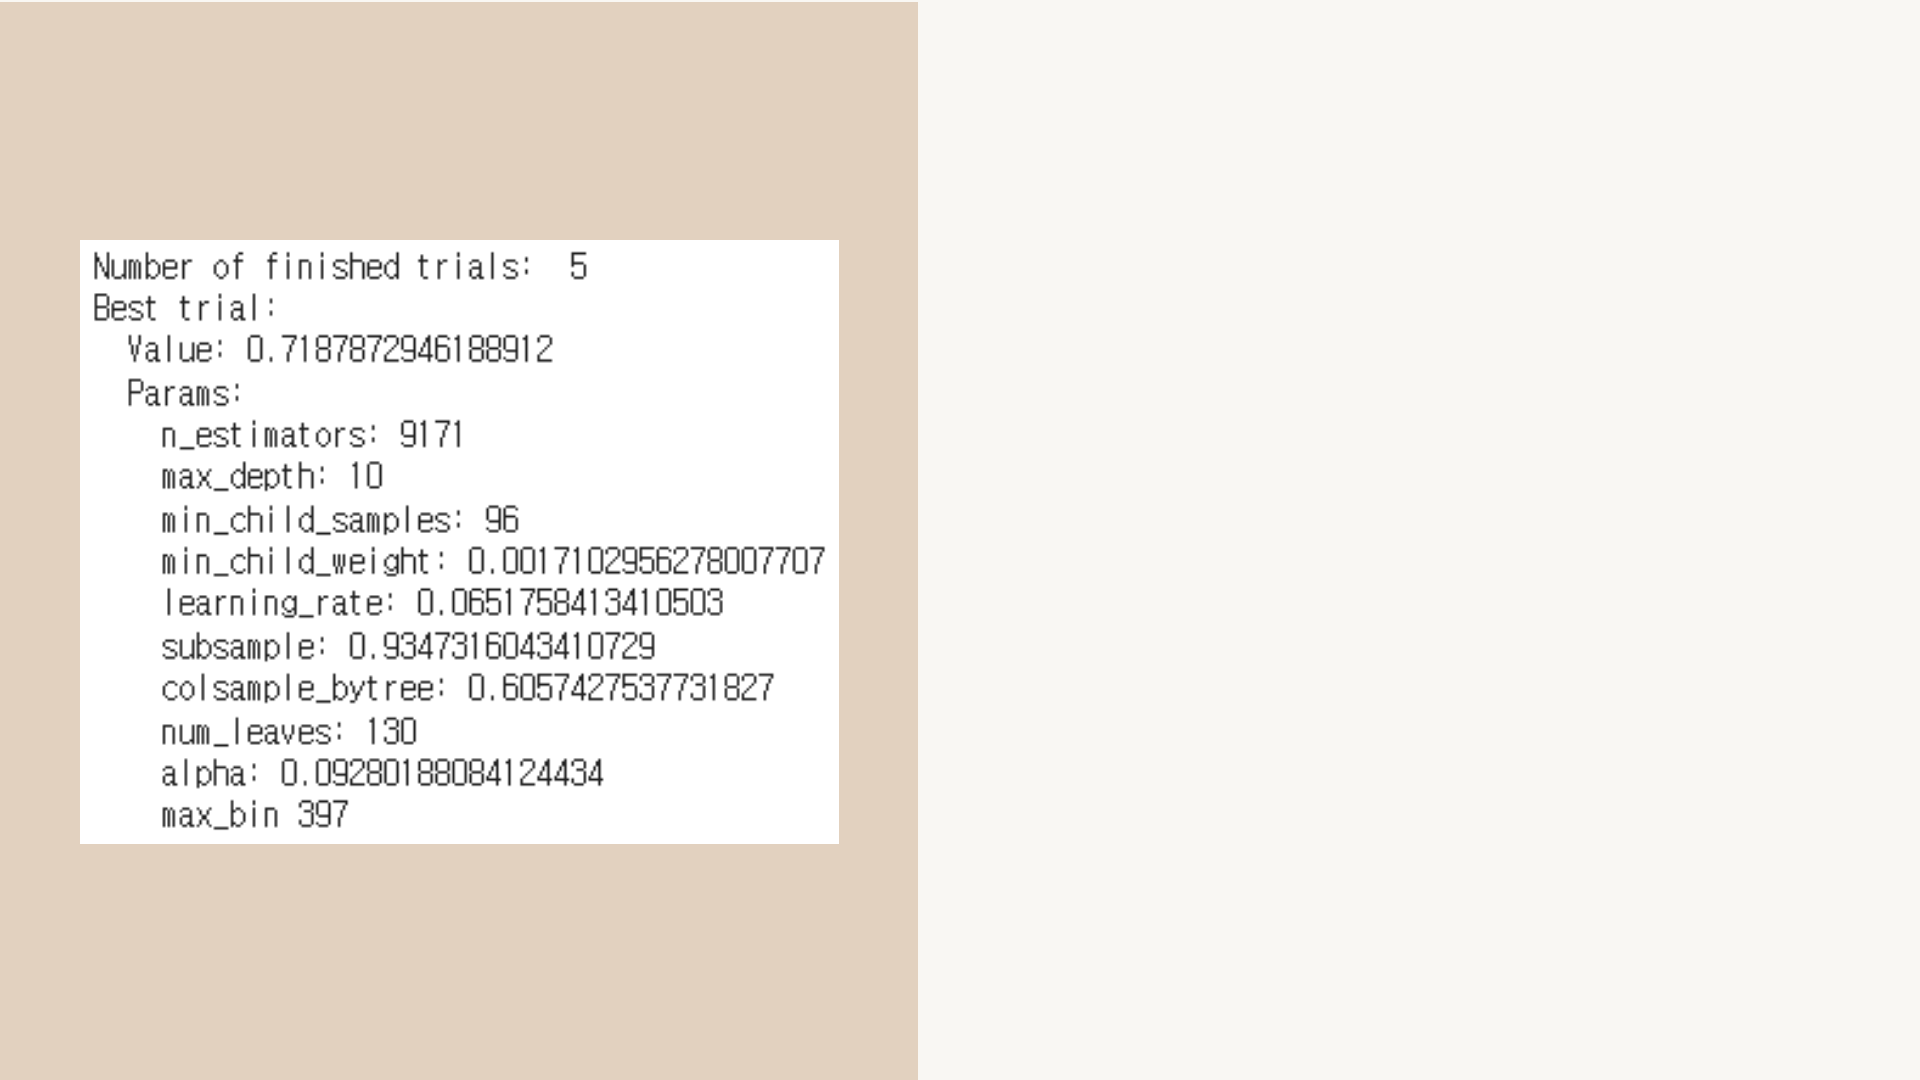 Number of finished trials:  5
Best trial:
  Value: 0.7187872946188912
  Params:
    n_estimators: 9171
    max_depth: 10
    min_child_samples: 96
    min_child_weight: 0.0017102956278007707
    learning_rate: 0.0651758413410503
    subsample: 0.9347316043410729
    colsample_bytree: 0.6057427537731827
    num_leaves: 130
    alpha: 0.09280188084124434
    max_bin 397